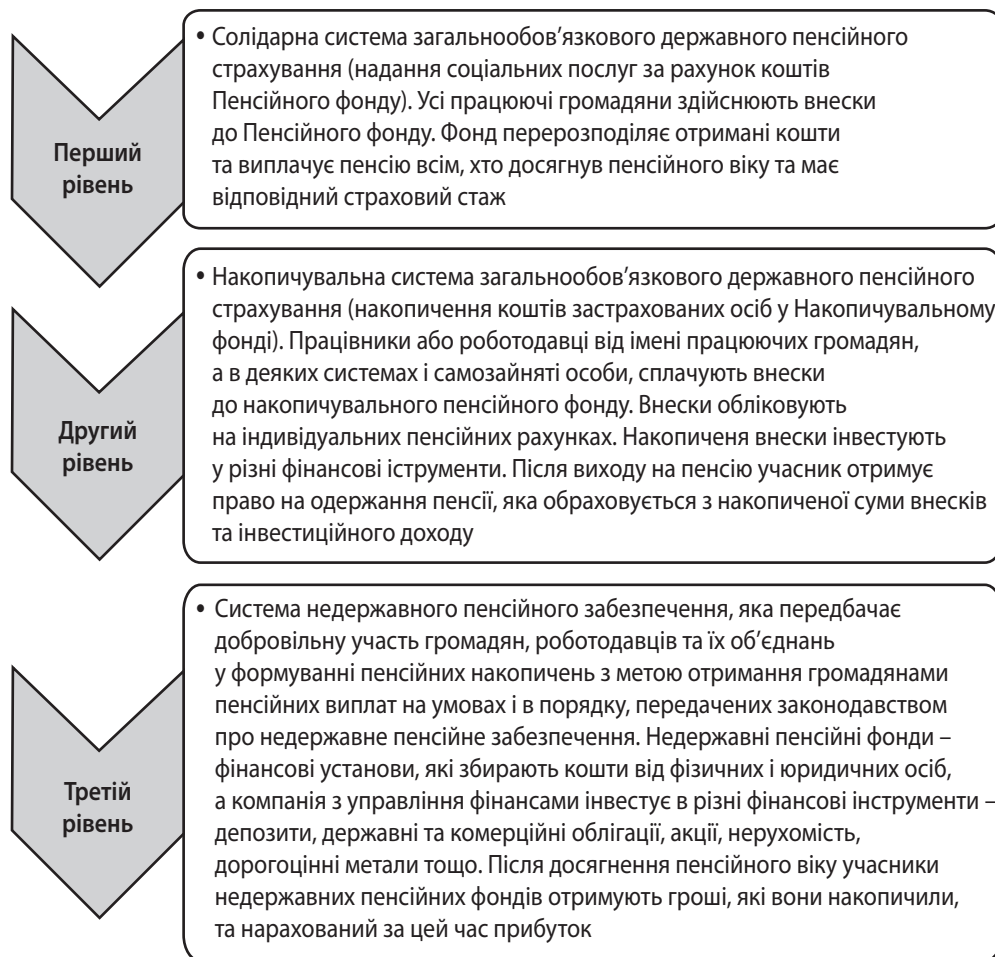 Перший
рівень
• Солідарна система загальнообов’язкового державного пенсійного
страхування (надання соціальних послуг за рахунок коштів
Пенсійного фонду). Усі працюючі громадяни здійснюють внески
до Пенсійного фонду. Фонд перерозподіляє отримані кошти
та виплачує пенсію всім, хто досягнув пенсійного віку та має
відповідний страховий стаж
Другий
рівень
• Накопичувальна система загальнообов’язкового державного пенсійного
страхування (накопичення коштів застрахованих осіб у Накопичувальному
фонді). Працівники або роботодавці від імені працюючих громадян,
а в деяких системах і самозайняті особи, сплачують внески
до накопичувального пенсійного фонду. Внески обліковують
на індивідуальних пенсійних рахунках. Накопиченя внески інвестують
у різні фінансові іструменти. Після виходу на пенсію учасник отримує
право на одержання пенсії, яка обраховується з накопиченої суми внесків
та інвестиційного доходу
Третій
рівень
• Система недержавного пенсійного забезпечення, яка передбачає
добровільну участь громадян, роботодавців та їх об’єднань
у формуванні пенсійних накопичень з метою отримання громадянами
пенсійних виплат на умовах і в порядку, передачених законодавством
про недержавне пенсійне забезпечення. Недержавні пенсійні фонди –
фінансові установи, які збирають кошти від фізичних і юридичних осіб,
а компанія з управління фінансами інвестує в різні фінансові інструменти –
депозити, державні та комерційні облігації, акції, нерухомість,
дорогоцінні метали тощо. Після досягнення пенсійного віку учасники
недержавних пенсійних фондів отримують гроші, які вони накопичили,
та нарахований за цей час прибуток